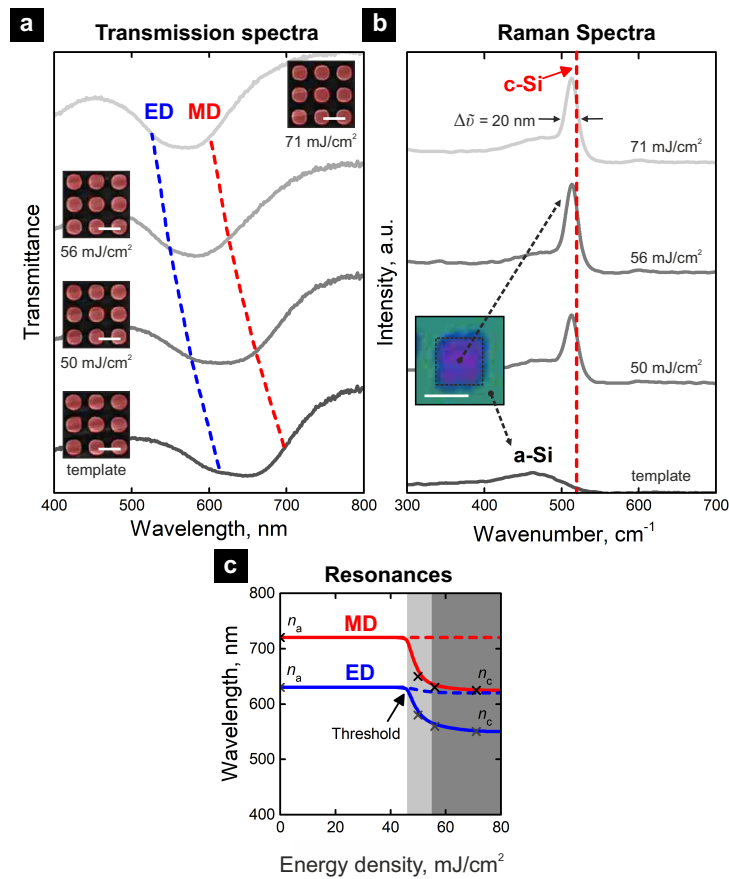 a
Transmission spectra
ED
MD
71 mJ/cm²
56 mJ/cm²
50 mJ/cm²
template
Transmittance
400
500
600
700
800
Wavelength, nm
b
Raman Spectra
c-Si
Δν̃ = 20 nm
71 mJ/cm²
56 mJ/cm²
50 mJ/cm²
a-Si
template
Intensity, a.u.
300
400
500
600
700
Wavenumber, cm⁻¹
c
Resonances
800
700
600
500
400
Wavelength, nm
nₐ
MD
nₐ
ED
n_c
n_c
Threshold
0
20
40
60
80
Energy density, mJ/cm²